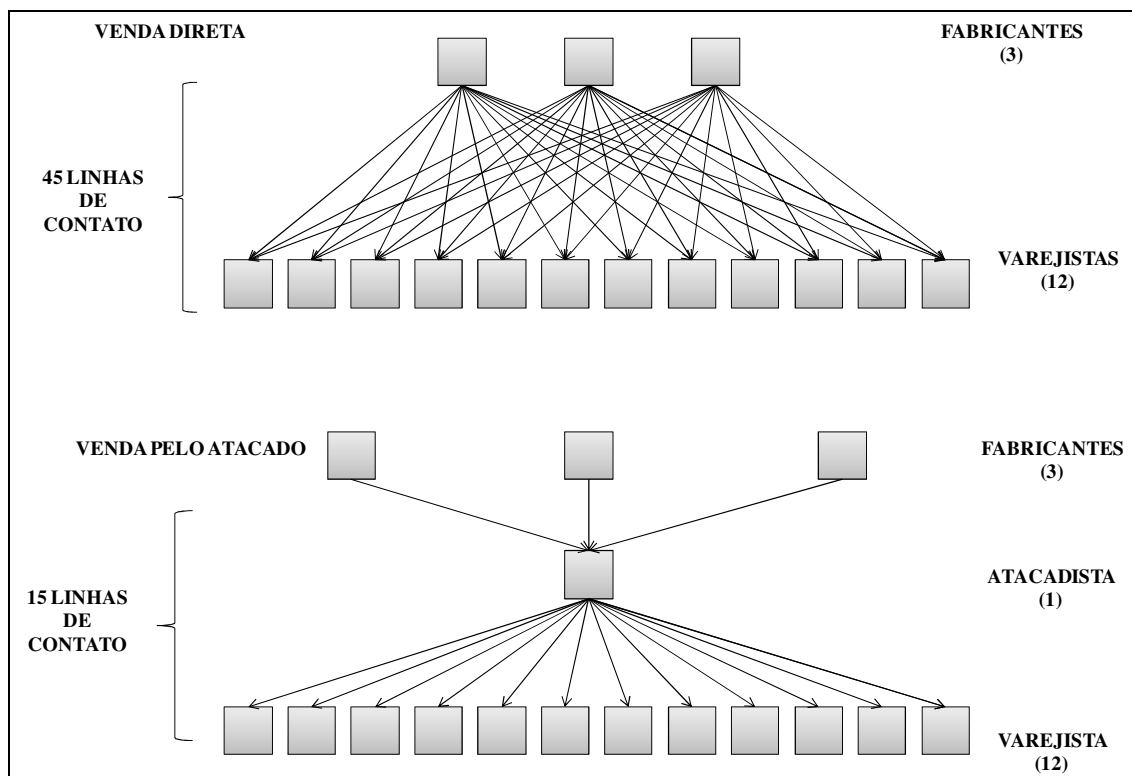 VENDA DIRETA
FABRICANTES
(3)
45 LINHAS
DE
CONTATO
VAREJISTAS
(12)
VENDA PELO ATACADO
FABRICANTES
(3)
ATACADISTA
(1)
15 LINHAS
DE
CONTATO
VAREJISTA
(12)